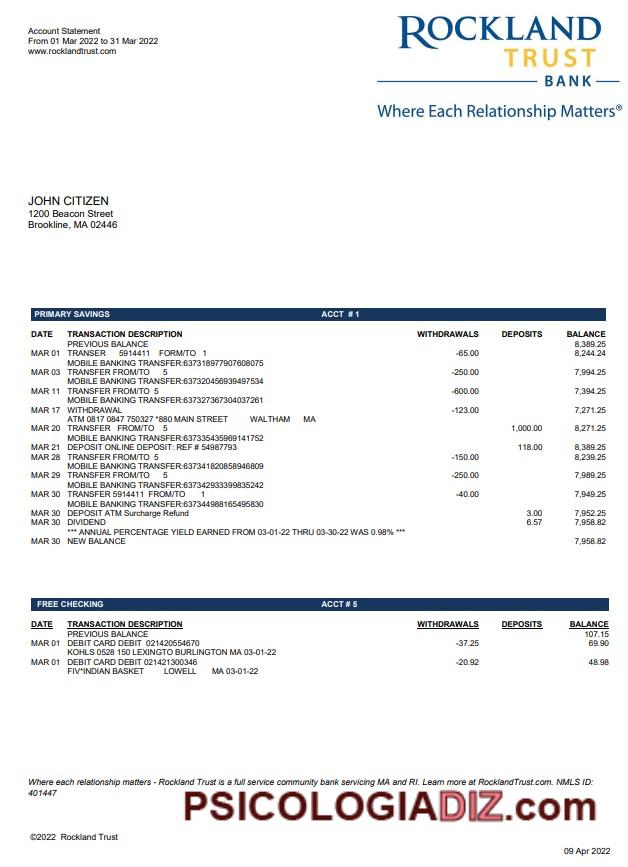 Account Statement
From 01 Mar 2022 to 31 Mar 2022
www.rocklandtrust.com
ROCKLAND
TRUST
BANK
Where Each Relationship Matters®
JOHN CITIZEN
1200 Beacon Street
Brookline, MA 02446
PRIMARY SAVINGS ACCT # 1
DATE TRANSACTION DESCRIPTION WITHDRAWALS DEPOSITS BALANCE
PREVIOUS BALANCE 8,389.25
MAR 01 TRANSER 5914411 FORM/TO 1 -65.00 8,244.24
MOBILE BANKING TRANSFER:637318977907608075
MAR 03 TRANSFER FROM/TO 5 -250.00 7,994.25
MOBILE BANKING TRANSFER:637320456939497534
MAR 11 TRANSFER FROM/TO 5 -600.00 7,394.25
MOBILE BANKING TRANSFER:637327367304037261
MAR 17 WITHDRAWAL -123.00 7,271.25
ATM 0817 0847 750327 *880 MAIN STREET WALTHAM MA
MAR 20 TRANSFER FROM/TO 5 1,000.00 8,271.25
MOBILE BANKING TRANSFER:637335435969141752
MAR 21 DEPOSIT ONLINE DEPOSIT: REF # 54987793 118.00 8,389.25
MAR 28 TRANSFER FROM/TO 5 -150.00 8,239.25
MOBILE BANKING TRANSFER:637341820858946809
MAR 29 TRANSFER FROM/TO 5 -250.00 7,989.25
MOBILE BANKING TRANSFER:637342933399835242
MAR 30 TRANSFER 5914411 FROM/TO 1 -40.00 7,949.25
MOBILE BANKING TRANSFER:637344988165495830
MAR 30 DEPOSIT ATM Surcharge Refund 3.00 7,952.25
MAR 30 DIVIDEND 6.57 7,958.82
*** ANNUAL PERCENTAGE YIELD EARNED FROM 03-01-22 THRU 03-30-22 WAS 0.98% ***
MAR 30 NEW BALANCE 7,958.82
FREE CHECKING ACCT # 5
DATE TRANSACTION DESCRIPTION WITHDRAWALS DEPOSITS BALANCE
PREVIOUS BALANCE 107.15
MAR 01 DEBIT CARD DEBIT 021420554670 -37.25 69.90
KOHLS 0528 150 LEXINGTO BURLINGTON MA 03-01-22
MAR 01 DEBIT CARD DEBIT 021421300346 -20.92 48.98
FIV*INDIAN BASKET LOWELL MA 03-01-22
Where each relationship matters - Rockland Trust is a full service community bank servicing MA and RI. Learn more at RocklandTrust.com. NMLS ID:
401447
PSICOLOGIADIZ.com
©2022 Rockland Trust
09 Apr 2022